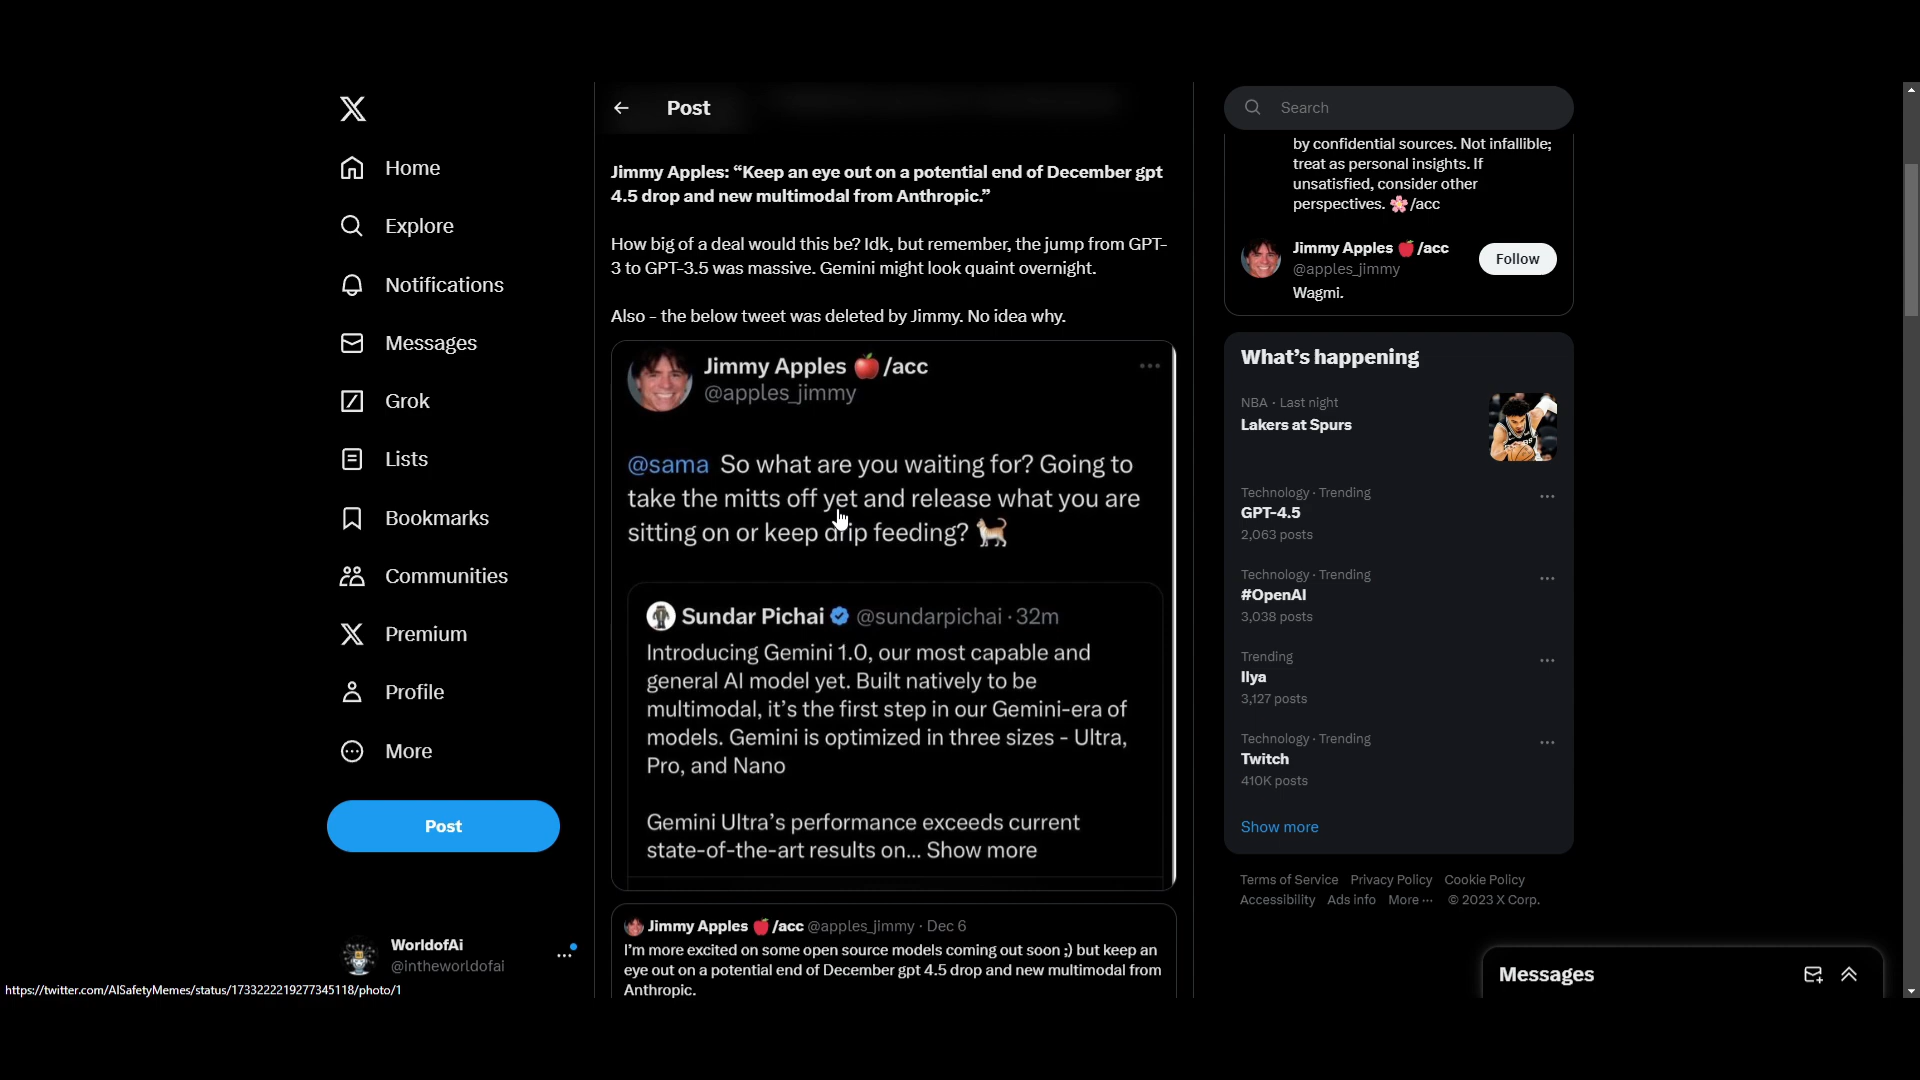 Home
Explore
Notifications
Messages
Grok
Lists
Bookmarks
Communities
Premium
Profile
More
Post
WorldofAi
@intheworldofai
https://twitter.com/AISafetyMemes/status/1733222219277345118/photo/1
Post
Jimmy Apples: “Keep an eye out on a potential end of December gpt
4.5 drop and new multimodal from Anthropic.”
How big of a deal would this be? Idk, but remember, the jump from GPT-
3 to GPT-3.5 was massive. Gemini might look quaint overnight.
Also – the below tweet was deleted by Jimmy. No idea why.
Jimmy Apples 🍎/acc
@apples_jimmy
@sama So what are you waiting for? Going to
take the mitts off yet and release what you are
sitting on or keep drip feeding? 🐈
Sundar Pichai @sundarpichai · 32m
Introducing Gemini 1.0, our most capable and
general AI model yet. Built natively to be
multimodal, it’s the first step in our Gemini-era of
models. Gemini is optimized in three sizes - Ultra,
Pro, and Nano
Gemini Ultra’s performance exceeds current
state-of-the-art results on... Show more
Jimmy Apples 🍎/acc @apples_jimmy · Dec 6
I’m more excited on some open source models coming out soon ;) but keep an
eye out on a potential end of December gpt 4.5 drop and new multimodal from
Anthropic.
Search
by confidential sources. Not infallible;
treat as personal insights. If
unsatisfied, consider other
perspectives. 🌸/acc
Jimmy Apples 🍎/acc
@apples_jimmy
Follow
Wagmi.
What’s happening
NBA · Last night
Lakers at Spurs
Technology · Trending
GPT-4.5
2,063 posts
Technology · Trending
#OpenAI
3,038 posts
Trending
Ilya
3,127 posts
Technology · Trending
Twitch
410K posts
Show more
Terms of Service Privacy Policy Cookie Policy
Accessibility Ads info More ··· © 2023 X Corp.
Messages